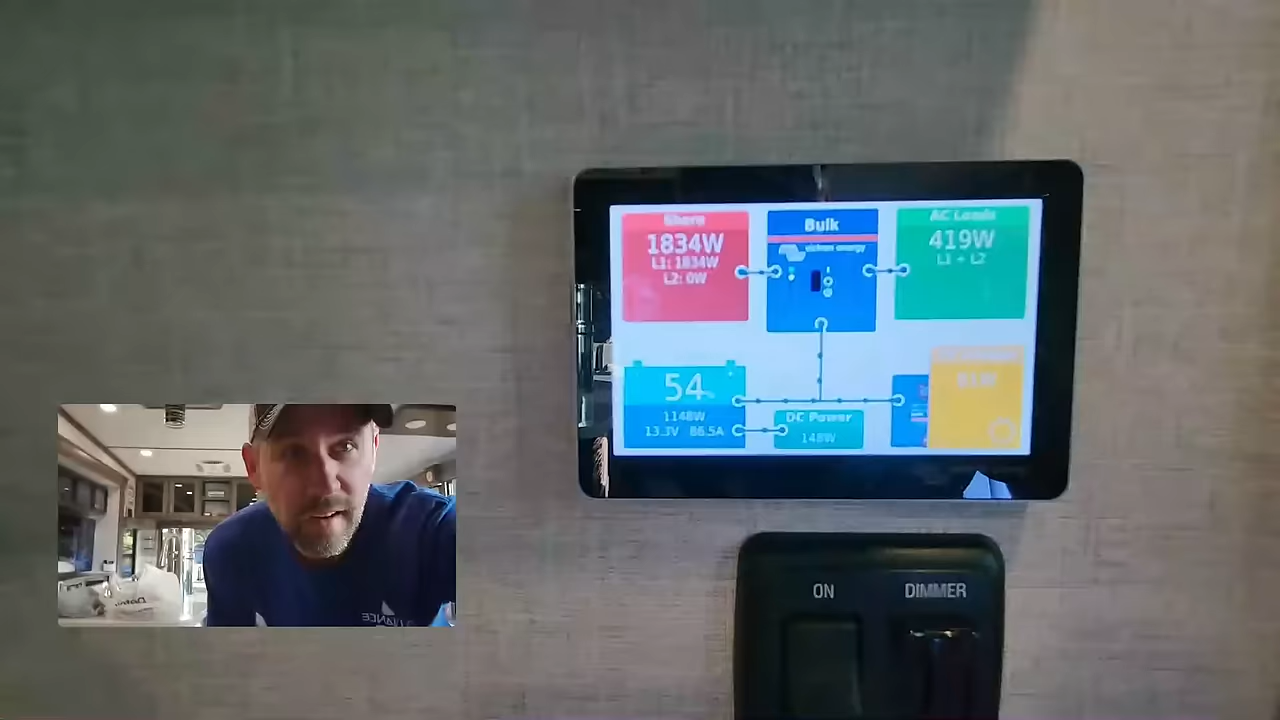 Shore
1834W
L1: 1834W
L2: 0W
Bulk
victron energy
AC Loads
419W
L1 + L2
54%
1148W
13.3V 86.5A
DC Power
148W
ON
DIMMER